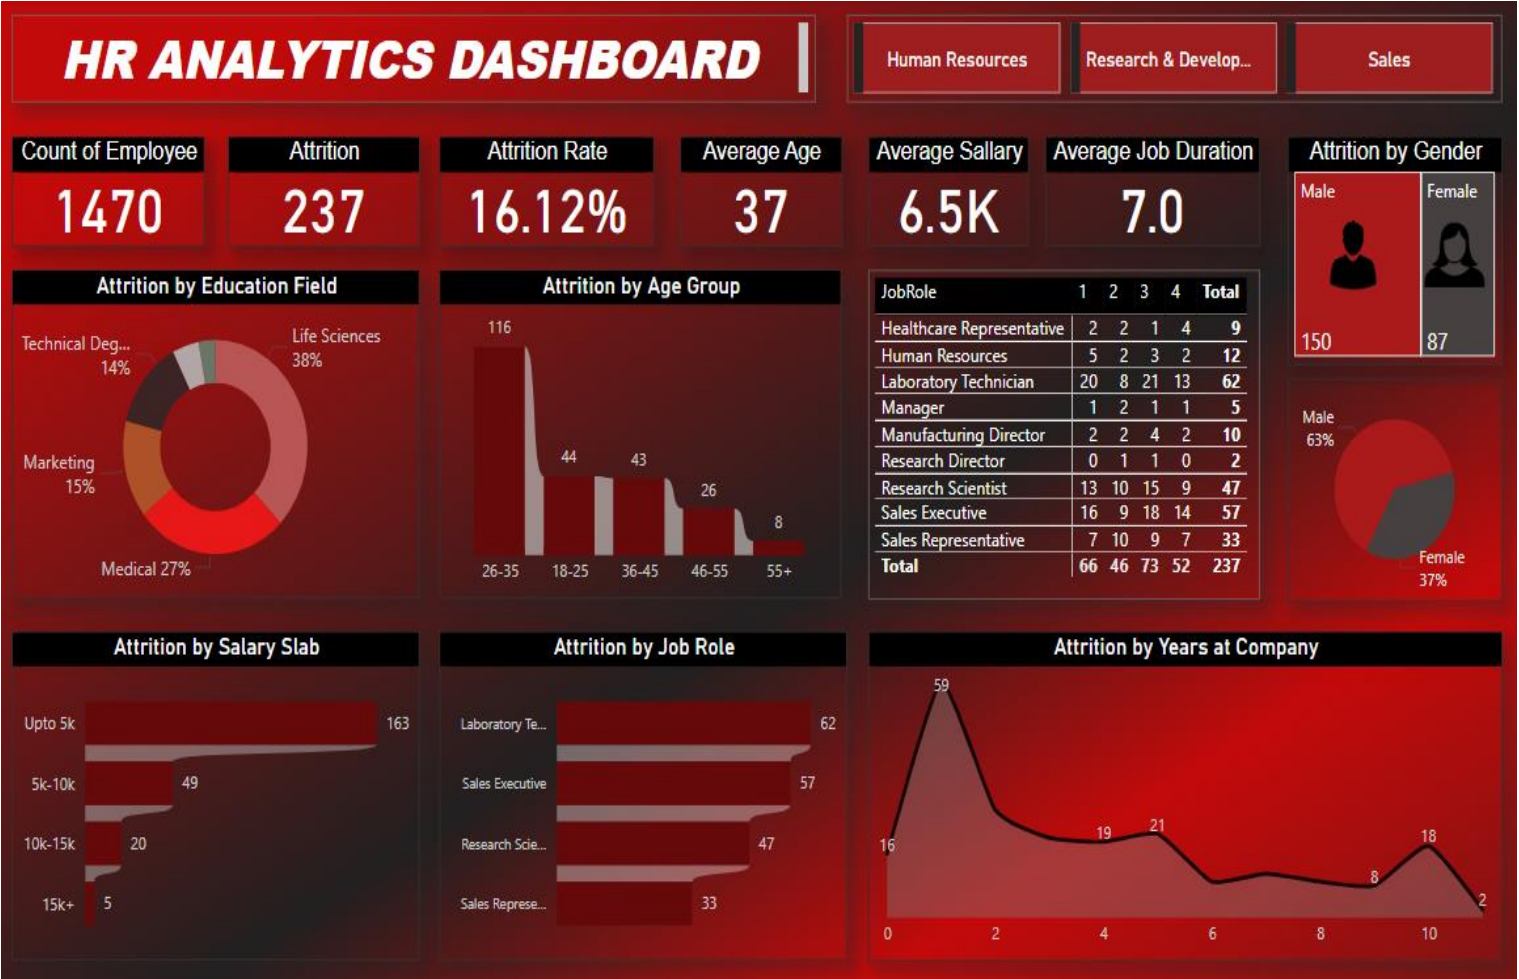 HR ANALYTICS DASHBOARD
Human Resources
Research & Develop...
Sales
Count of Employee
1470
Attrition
237
Attrition Rate
16.12%
Average Age
37
Average Sallary
6.5K
Average Job Duration
7.0
Attrition by Gender
Male
Female
150
87
Attrition by Education Field
Life Sciences
38%
Technical Deg...
14%
Marketing
15%
Medical 27%
Attrition by Age Group
116
44
43
26
8
26-35 18-25 36-45 46-55 55+
JobRole 1 2 3 4 Total
Healthcare Representative 2 2 1 4 9
Human Resources 5 2 3 2 12
Laboratory Technician 20 8 21 13 62
Manager 1 2 1 1 5
Manufacturing Director 2 2 4 2 10
Research Director 0 1 1 0 2
Research Scientist 13 10 15 9 47
Sales Executive 16 9 18 14 57
Sales Representative 7 10 9 7 33
Total 66 46 73 52 237
Male
63%
Female
37%
Attrition by Salary Slab
Upto 5k 163
5k-10k 49
10k-15k 20
15k+ 5
Attrition by Job Role
Laboratory Te... 62
Sales Executive 57
Research Scie... 47
Sales Represe... 33
Attrition by Years at Company
59
16
19
21
8
18
2
0 2 4 6 8 10